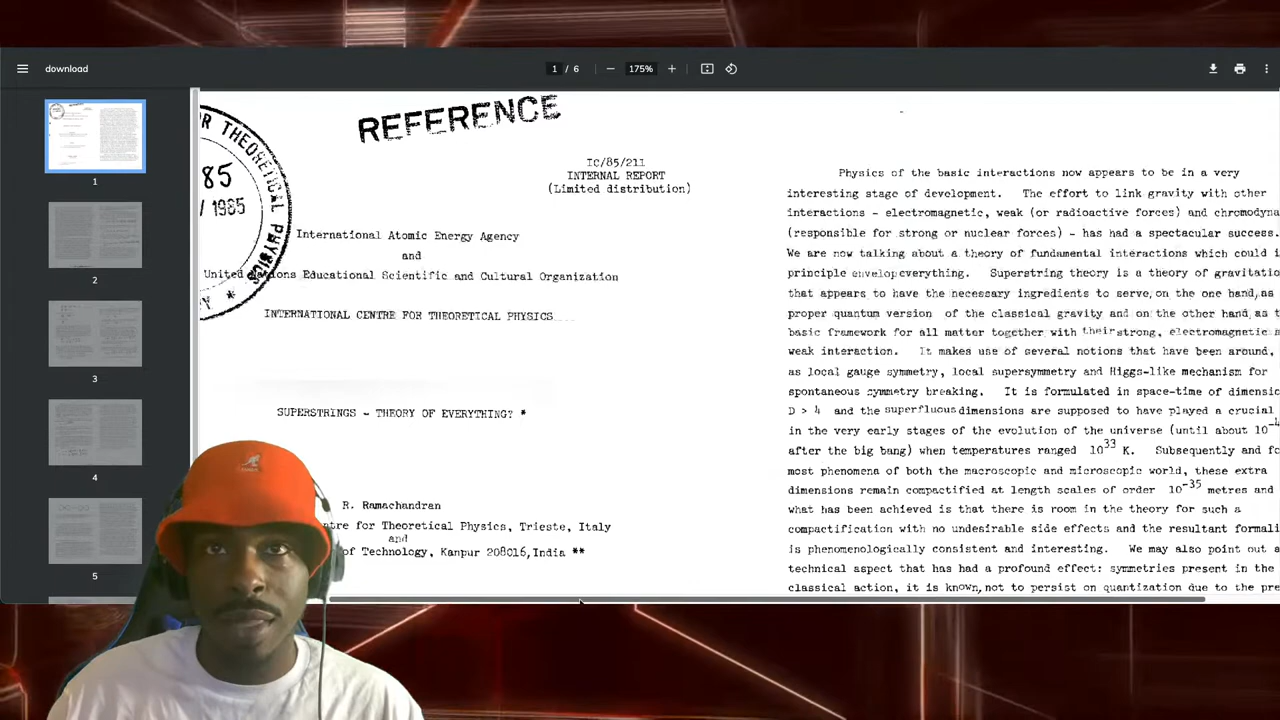 download
1 / 6
175%
1
2
3
4
5
R THEORETICAL PHYSICS
85
/ 1985
Y *
REFERENCE
IC/85/211
INTERNAL REPORT
(Limited distribution)
International Atomic Energy Agency
and
United Nations Educational Scientific and Cultural Organization
INTERNATIONAL CENTRE FOR THEORETICAL PHYSICS
SUPERSTRINGS - THEORY OF EVERYTHING? *
R. Ramachandran
ntre for Theoretical Physics, Trieste, Italy
and
of Technology, Kanpur 208016, India **
Physics of the basic interactions now appears to be in a very
interesting stage of development. The effort to link gravity with other
interactions - electromagnetic, weak (or radioactive forces) and chromodyna
(responsible for strong or nuclear forces) - has had a spectacular success.
We are now talking about a theory of fundamental interactions which could i
principle envelop everything. Superstring theory is a theory of gravitatio
that appears to have the necessary ingredients to serve, on the one hand, as
proper quantum version of the classical gravity and on the other hand, as t
basic framework for all matter together with their strong, electromagnetic a
weak interaction. It makes use of several notions that have been around,
as local gauge symmetry, local supersymmetry and Higgs-like mechanism for
spontaneous symmetry breaking. It is formulated in space-time of dimensic
D > 4 and the superfluous dimensions are supposed to have played a crucial
in the very early stages of the evolution of the universe (until about 10⁻⁴
after the big bang) when temperatures ranged 10³³ K. Subsequently and fo
most phenomena of both the macroscopic and microscopic world, these extra
dimensions remain compactified at length scales of order 10⁻³⁵ metres and
what has been achieved is that there is room in the theory for such a
compactification with no undesirable side effects and the resultant formali
is phenomenologically consistent and interesting. We may also point out a
technical aspect that has had a profound effect: symmetries present in the
classical action, it is known, not to persist on quantization due to the pre